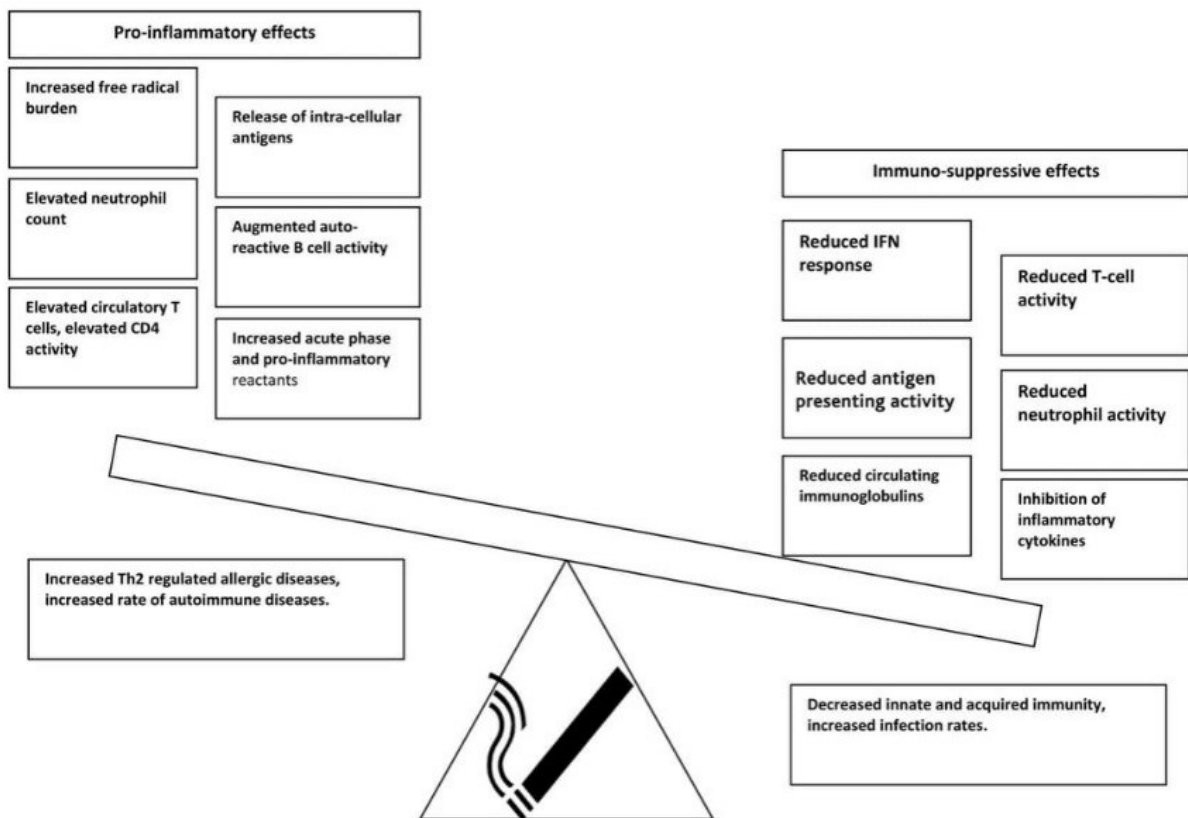 Pro-inflammatory effects
Increased free radical
burden
Release of intra-cellular
antigens
Elevated neutrophil
count
Augmented auto-
reactive B cell activity
Elevated circulatory T
cells, elevated CD4
activity
Increased acute phase
and pro-inflammatory
reactants
Immuno-suppressive effects
Reduced IFN
response
Reduced T-cell
activity
Reduced antigen
presenting activity
Reduced
neutrophil activity
Reduced circulating
immunoglobulins
Inhibition of
inflammatory
cytokines
Increased Th2 regulated allergic diseases,
increased rate of autoimmune diseases.
Decreased innate and acquired immunity,
increased infection rates.